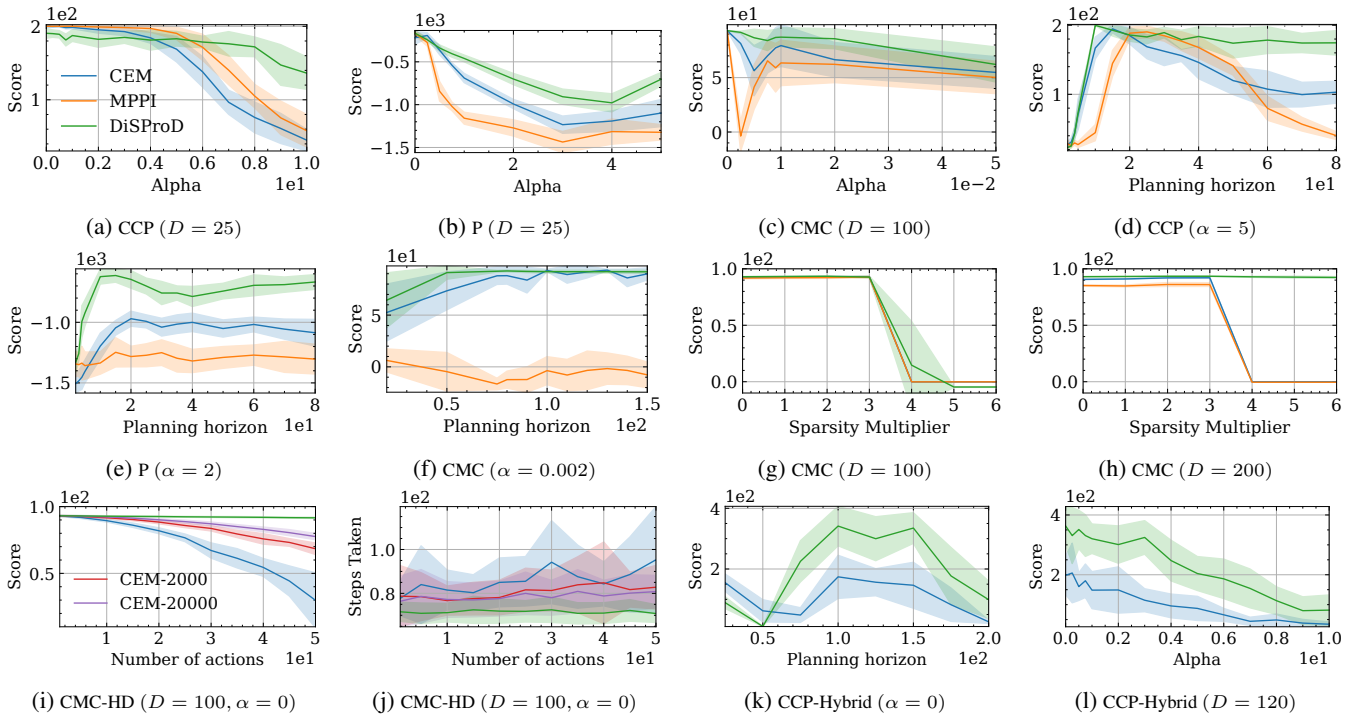 1e2
2
1
Score
CEM
MPPI
DiSProD
0.0 0.2 0.4 0.6 0.8 1.0
Alpha
1e1
(a) CCP (D = 25)
1e3
−0.5
−1.0
−1.5
Score
0 2 4
Alpha
(b) P (D = 25)
1e1
5
0
Score
0 1 2 3 4 5
Alpha
1e−2
(c) CMC (D = 100)
1e2
2
1
Score
2 4 6 8
Planning horizon
1e1
(d) CCP (α = 5)
1e3
−1.0
−1.5
Score
2 4 6 8
Planning horizon
1e1
(e) P (α = 2)
1e1
5
0
Score
0.5 1.0 1.5
Planning horizon
1e2
(f) CMC (α = 0.002)
1e2
1.0
0.5
0.0
Score
0 1 2 3 4 5 6
Sparsity Multiplier
(g) CMC (D = 100)
1e2
1.0
0.5
0.0
Score
0 1 2 3 4 5 6
Sparsity Multiplier
(h) CMC (D = 200)
1e2
1.0
0.5
Score
CEM-2000
CEM-20000
1 2 3 4 5
Number of actions
1e1
(i) CMC-HD (D = 100, α = 0)
1e2
1.0
0.8
0.6
Steps Taken
1 2 3 4 5
Number of actions
1e1
(j) CMC-HD (D = 100, α = 0)
1e2
4
2
Score
0.5 1.0 1.5 2.0
Planning horizon
1e2
(k) CCP-Hybrid (α = 0)
1e2
4
2
Score
0.0 0.2 0.4 0.6 0.8 1.0
Alpha
1e1
(l) CCP-Hybrid (D = 120)